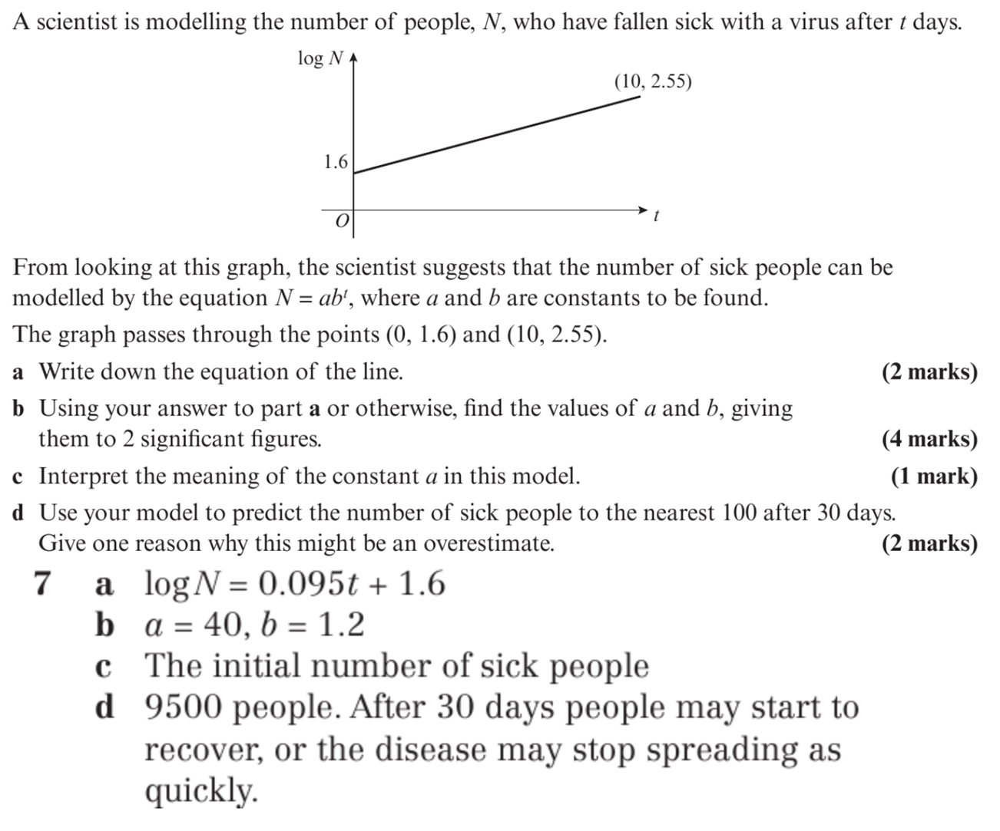 A scientist is modelling the number of people, N, who have fallen sick with a virus after t days.
log N
(10, 2.55)
1.6
O
t
From looking at this graph, the scientist suggests that the number of sick people can be
modelled by the equation N = abᵗ, where a and b are constants to be found.
The graph passes through the points (0, 1.6) and (10, 2.55).
a Write down the equation of the line. (2 marks)
b Using your answer to part a or otherwise, find the values of a and b, giving
them to 2 significant figures. (4 marks)
c Interpret the meaning of the constant a in this model. (1 mark)
d Use your model to predict the number of sick people to the nearest 100 after 30 days.
Give one reason why this might be an overestimate. (2 marks)
7 a log N = 0.095t + 1.6
b a = 40, b = 1.2
c The initial number of sick people
d 9500 people. After 30 days people may start to
recover, or the disease may stop spreading as
quickly.